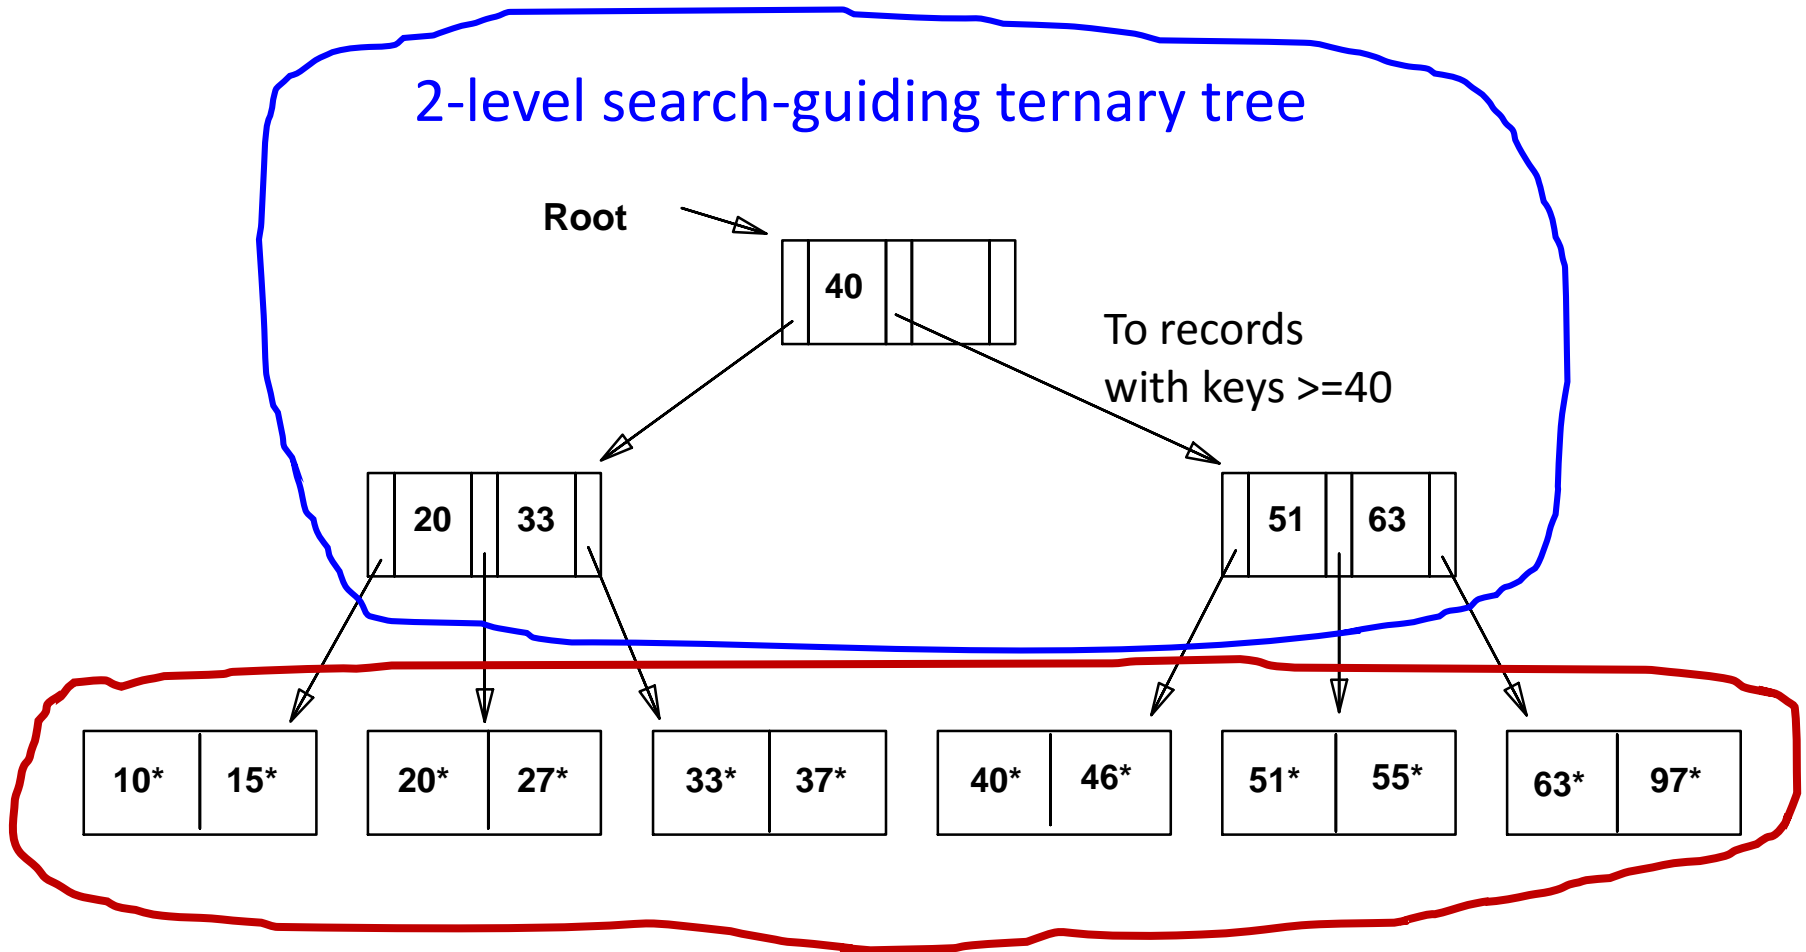 2-level search-guiding ternary tree
Root
40
To records
with keys >=40
20 33 51 63
10* 15* 20* 27* 33* 37* 40* 46* 51* 55* 63* 97*